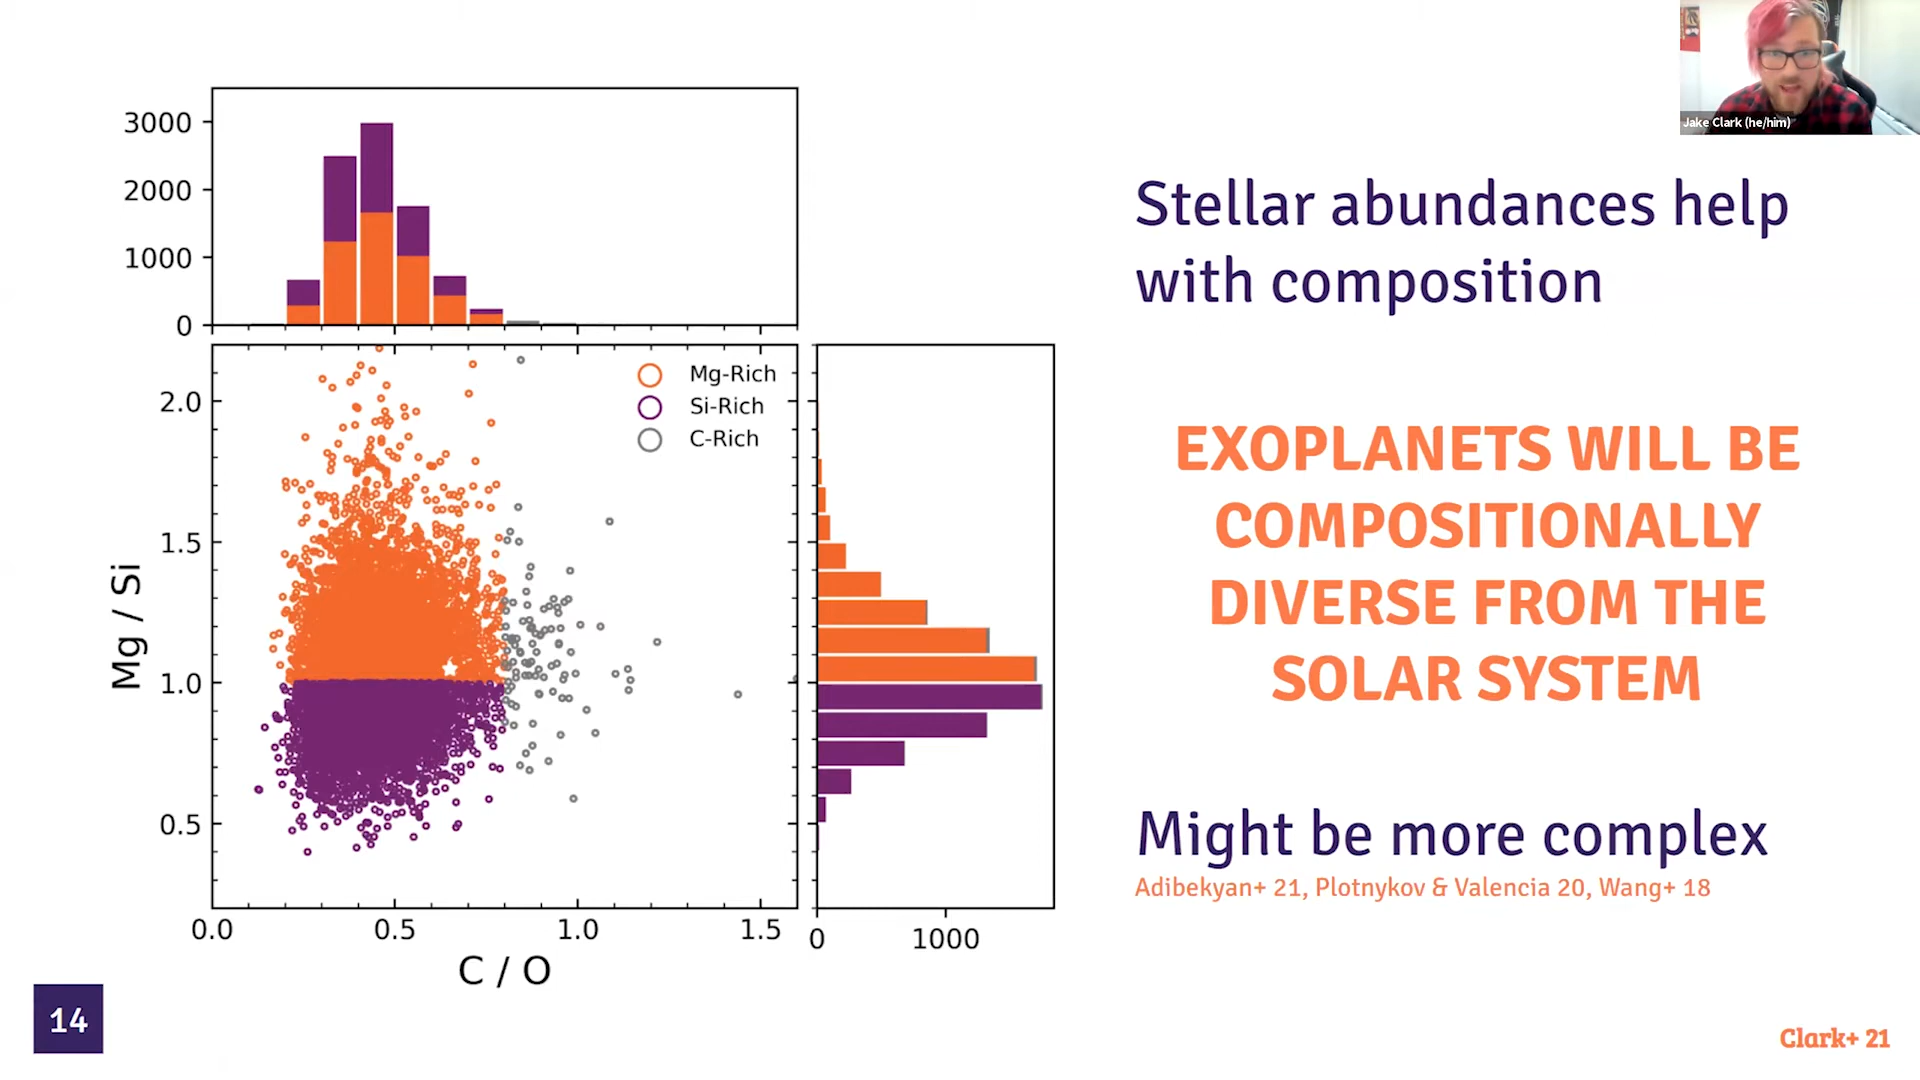 Jake Clark (he/him)
Stellar abundances help
with composition
EXOPLANETS WILL BE
COMPOSITIONALLY
DIVERSE FROM THE
SOLAR SYSTEM
Might be more complex
Adibekyan+ 21, Plotnykov & Valencia 20, Wang+ 18
3000
2000
1000
0
Mg-Rich
Si-Rich
C-Rich
2.0
1.5
1.0
0.5
Mg / Si
0.0 0.5 1.0 1.5
C / O
0 1000
14
Clark+ 21